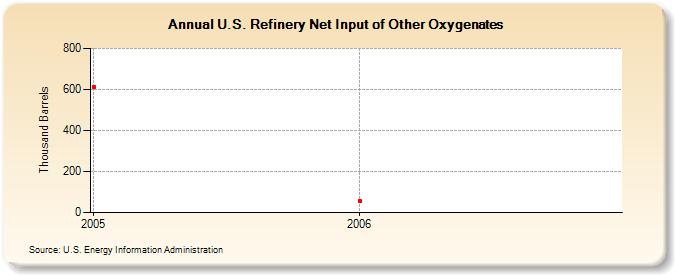 Annual U.S. Refinery Net Input of Other Oxygenates
Thousand Barrels
800
600
400
200
0
2005 2006
Source: U.S. Energy Information Administration